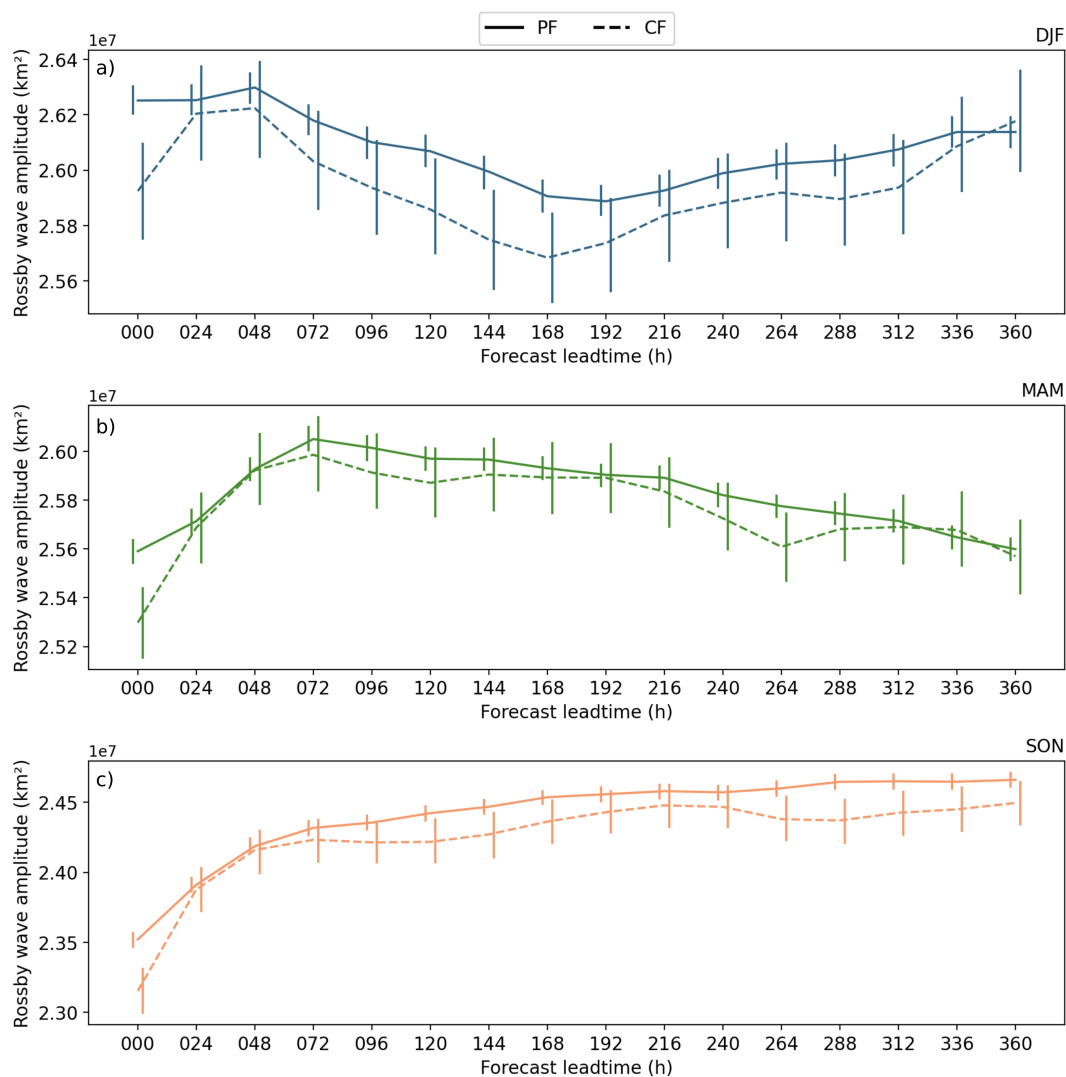 PF CF
1e7 DJF
a)
Rossby wave amplitude (km²)
2.64
2.62
2.60
2.58
2.56
000 024 048 072 096 120 144 168 192 216 240 264 288 312 336 360
Forecast leadtime (h)
1e7 MAM
b)
Rossby wave amplitude (km²)
2.60
2.58
2.56
2.54
2.52
000 024 048 072 096 120 144 168 192 216 240 264 288 312 336 360
Forecast leadtime (h)
1e7 SON
c)
Rossby wave amplitude (km²)
2.45
2.40
2.35
2.30
000 024 048 072 096 120 144 168 192 216 240 264 288 312 336 360
Forecast leadtime (h)